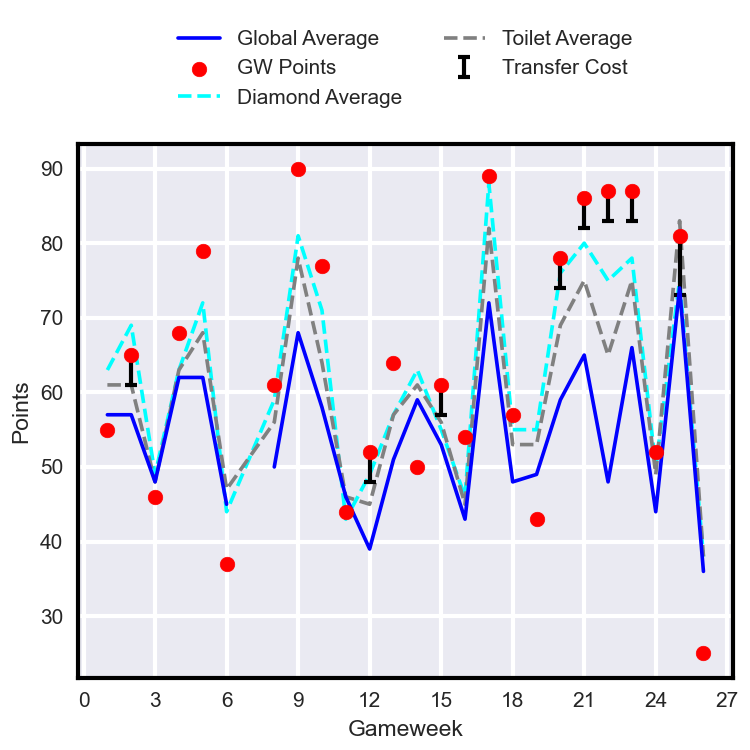 Global Average
GW Points
Diamond Average
Toilet Average
Transfer Cost
Points
90
80
70
60
50
40
30
0 3 6 9 12 15 18 21 24 27
Gameweek